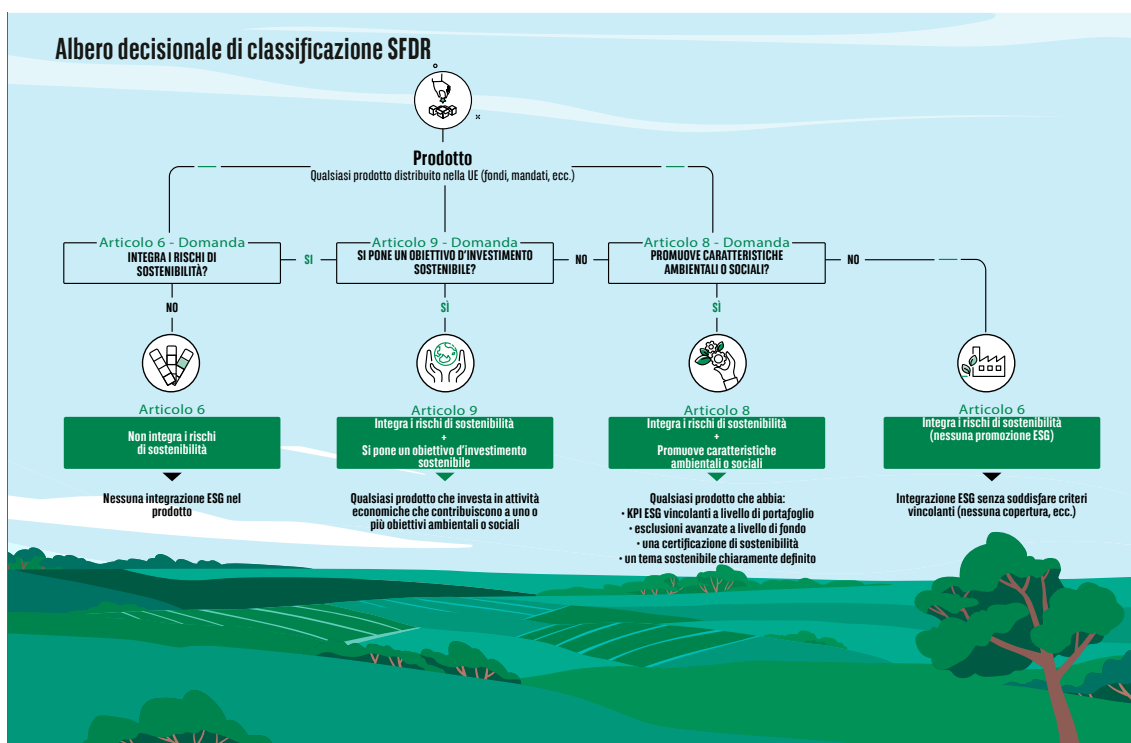 Albero decisionale di classificazione SFDR
Prodotto
Qualsiasi prodotto distribuito nella UE (fondi, mandati, ecc.)
Articolo 6 - Domanda
INTEGRA I RISCHI DI
SOSTENIBILITÀ?
SI
Articolo 9 - Domanda
SI PONE UN OBIETTIVO D'INVESTIMENTO
SOSTENIBILE?
NO
Articolo 8 - Domanda
PROMUOVE CARATTERISTICHE
AMBIENTALI O SOCIALI?
NO
NO
SÌ
SÌ
Articolo 6
Non integra i rischi
di sostenibilità
Nessuna integrazione ESG nel
prodotto
Articolo 9
Integra i rischi di sostenibilità
+
Si pone un obiettivo d'investimento
sostenibile
Qualsiasi prodotto che investa in attività
economiche che contribuiscono a uno o
più obiettivi ambientali o sociali
Articolo 8
Integra i rischi di sostenibilità
+
Promuove caratteristiche
ambientali o sociali
Qualsiasi prodotto che abbia:
• KPI ESG vincolanti a livello di portafoglio
• esclusioni avanzate a livello di fondo
• una certificazione di sostenibilità
• un tema sostenibile chiaramente definito
Articolo 6
Integra i rischi di sostenibilità
(nessuna promozione ESG)
Integrazione ESG senza soddisfare criteri
vincolanti (nessuna copertura, ecc.)